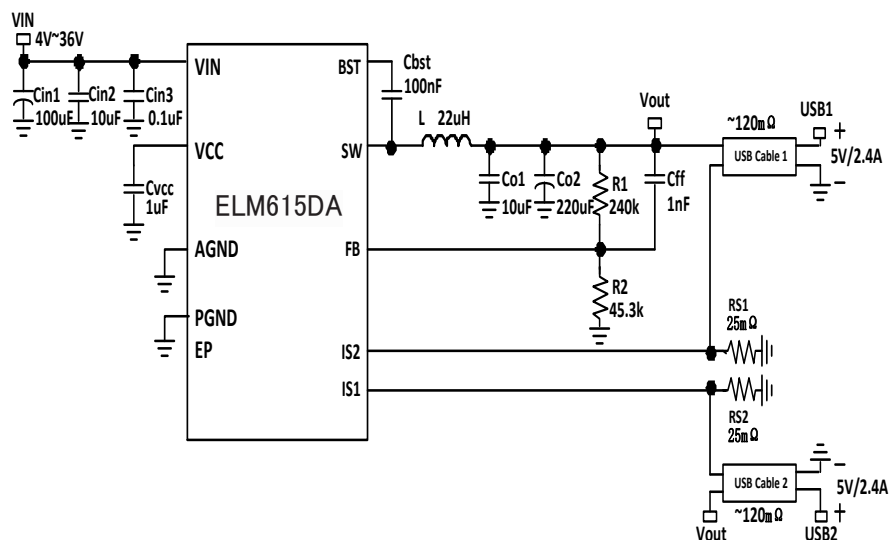 VIN
4V~36V
VIN
BST
Cbst
100nF
Cin1
100uF
Cin2
10uF
Cin3
0.1uF
L 22uH
Vout
~120mΩ
USB1
+
USB Cable 1
5V/2.4A
−
VCC
SW
Cvcc
1uF
ELM615DA
Co1
10uF
Co2
220uF
R1
240k
Cff
1nF
AGND
FB
R2
45.3k
PGND
EP
RS1
25mΩ
IS2
IS1
RS2
25mΩ
−
USB Cable 2
5V/2.4A
~120mΩ
+
Vout
USB2